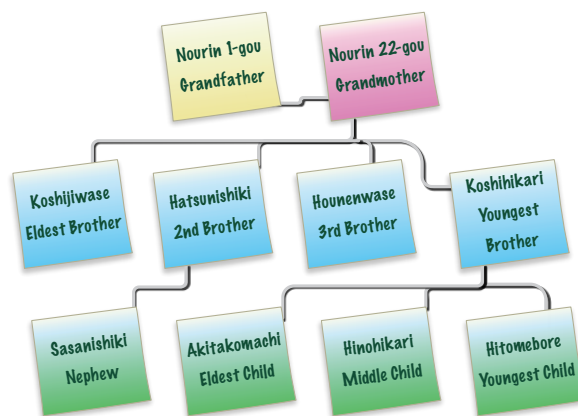 Nourin 1-gou
Grandfather
Nourin 22-gou
Grandmother
Koshijiwase
Eldest Brother
Hatsunishiki
2nd Brother
Hounenwase
3rd Brother
Koshihikari
Youngest
Brother
Sasanishiki
Nephew
Akitakomachi
Eldest Child
Hinohikari
Middle Child
Hitomebore
Youngest Child